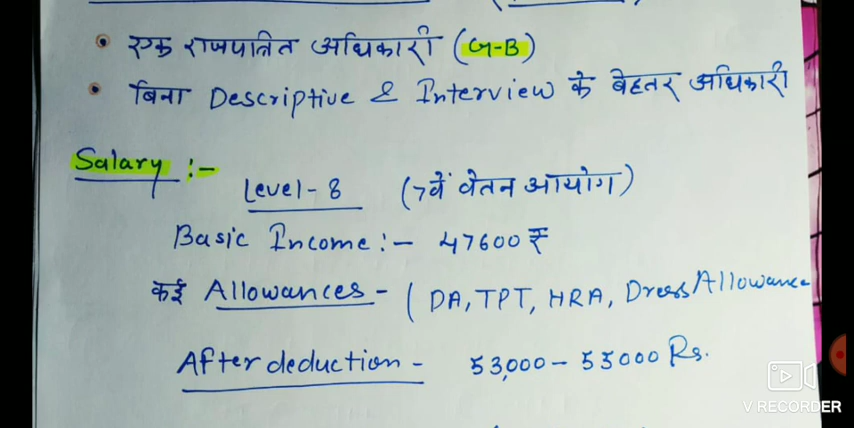 • एक राजपत्रित अधिकारी (G-B)
• बिना Descriptive & Interview के बेहतर अधिकारी
Salary :-
Level-8 (7वें वेतन आयोग)
Basic Income :- 47600 ₹
कई Allowances - ( DA, TPT, HRA, Dress Allowance
After deduction - 53,000 - 55000 Rs.
V RECORDER